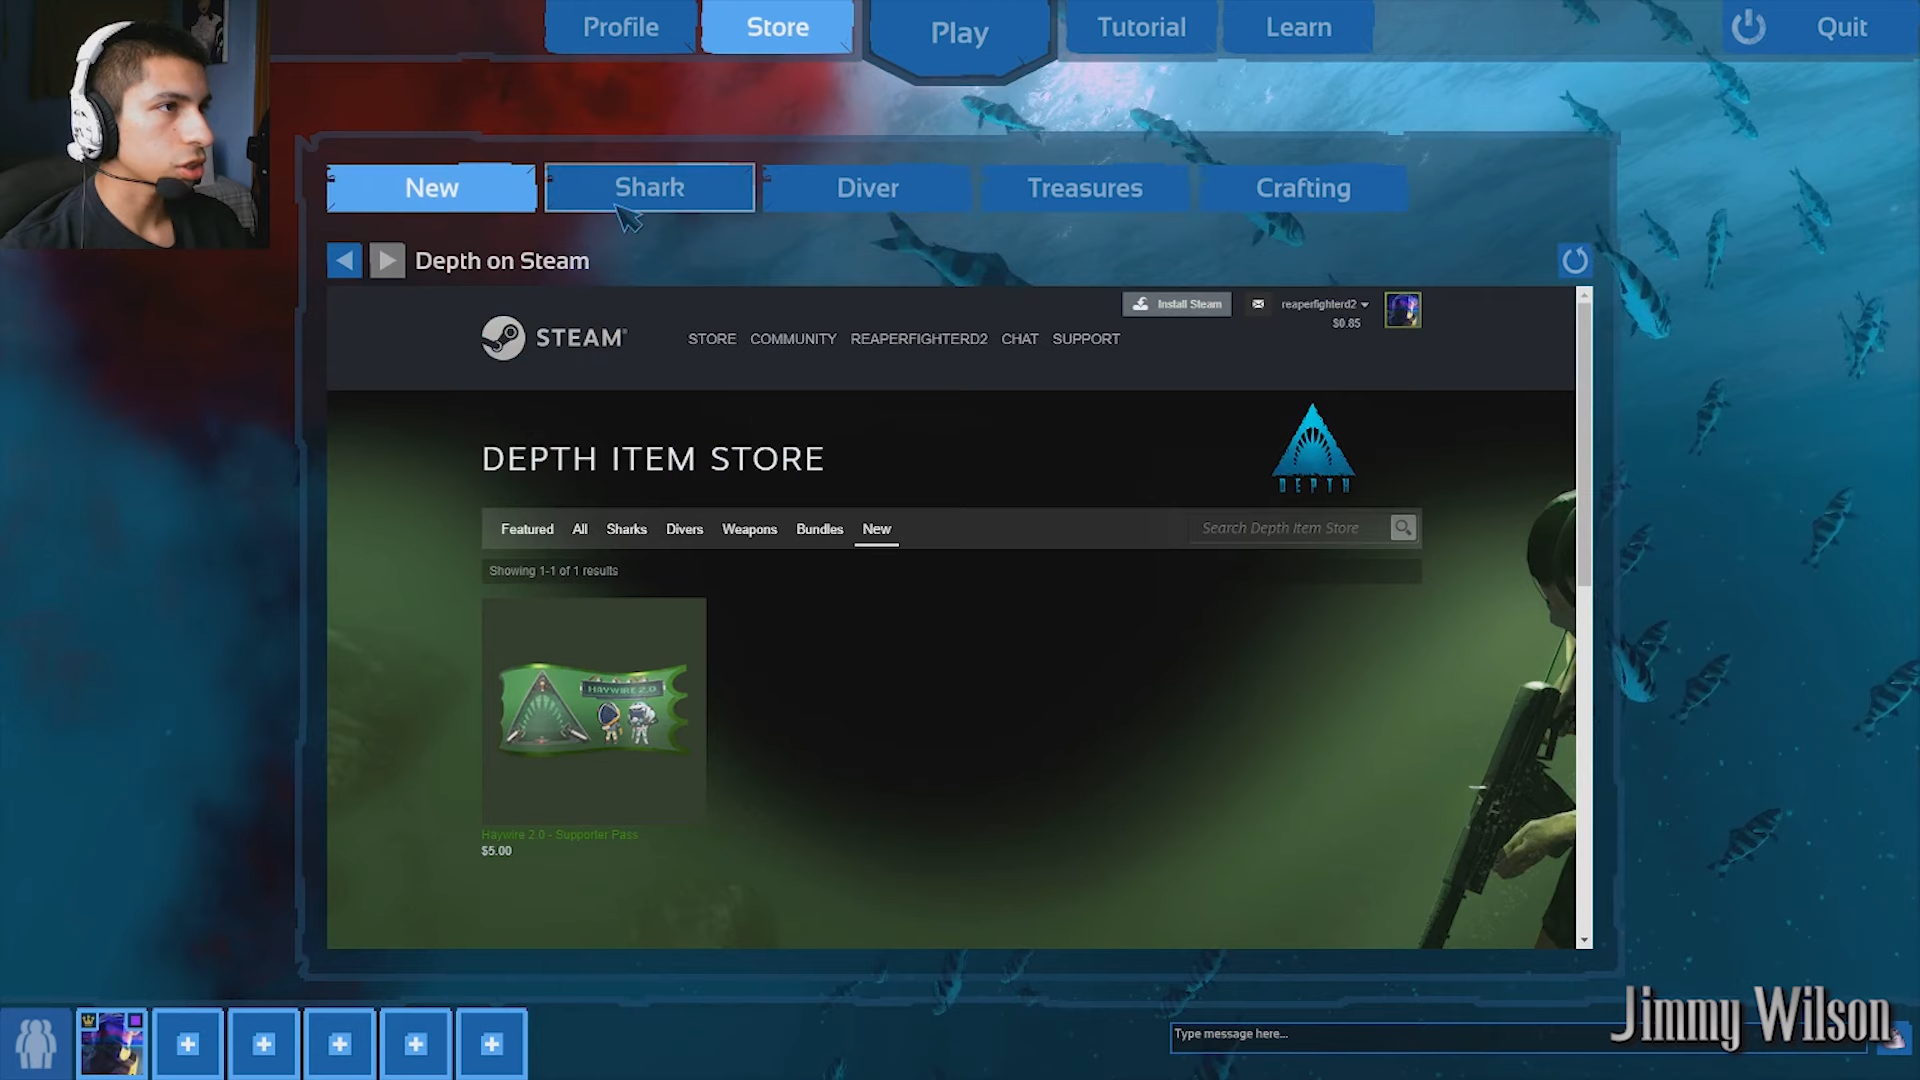 Profile
Store
Play
Tutorial
Learn
Quit
New
Shark
Diver
Treasures
Crafting
Depth on Steam
Install Steam
reaperfighterd2
$0.85
STEAM®
STORE COMMUNITY REAPERFIGHTERD2 CHAT SUPPORT
DEPTH ITEM STORE
DEPTH
Featured All Sharks Divers Weapons Bundles New
Search Depth Item Store
Showing 1-1 of 1 results
HAYWIRE 2.0
Haywire 2.0 - Supporter Pass
$5.00
Type message here...
Jimmy Wilson